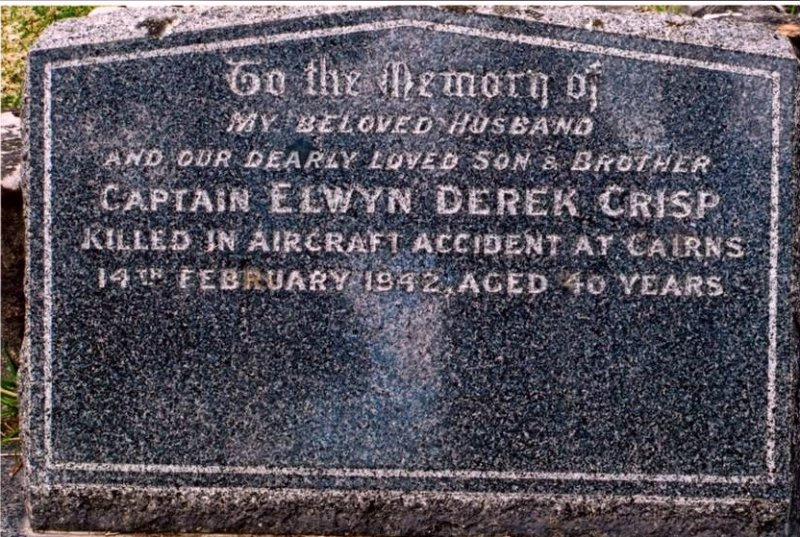 To the Memory of
MY BELOVED HUSBAND
AND OUR DEARLY LOVED SON & BROTHER
CAPTAIN ELWYN DEREK CRISP
KILLED IN AIRCRAFT ACCIDENT AT CAIRNS
14TH FEBRUARY 1942, AGED 40 YEARS